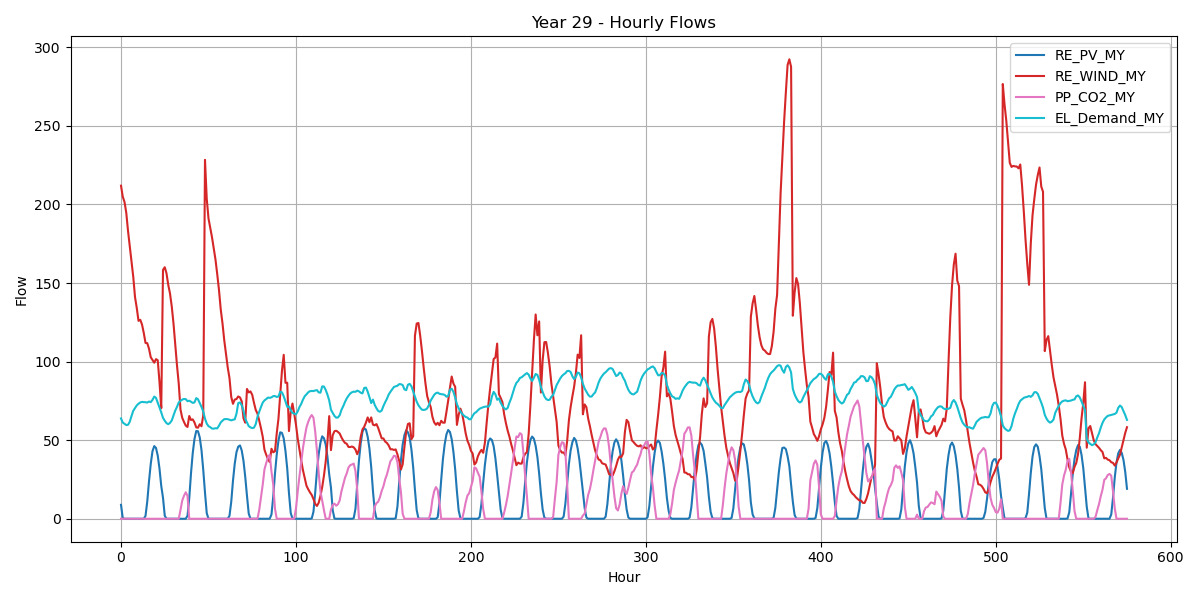 Year 29 - Hourly Flows
300
250
200
150
100
50
0
Flow
0 100 200 300 400 500 600
Hour
RE_PV_MY
RE_WIND_MY
PP_CO2_MY
EL_Demand_MY